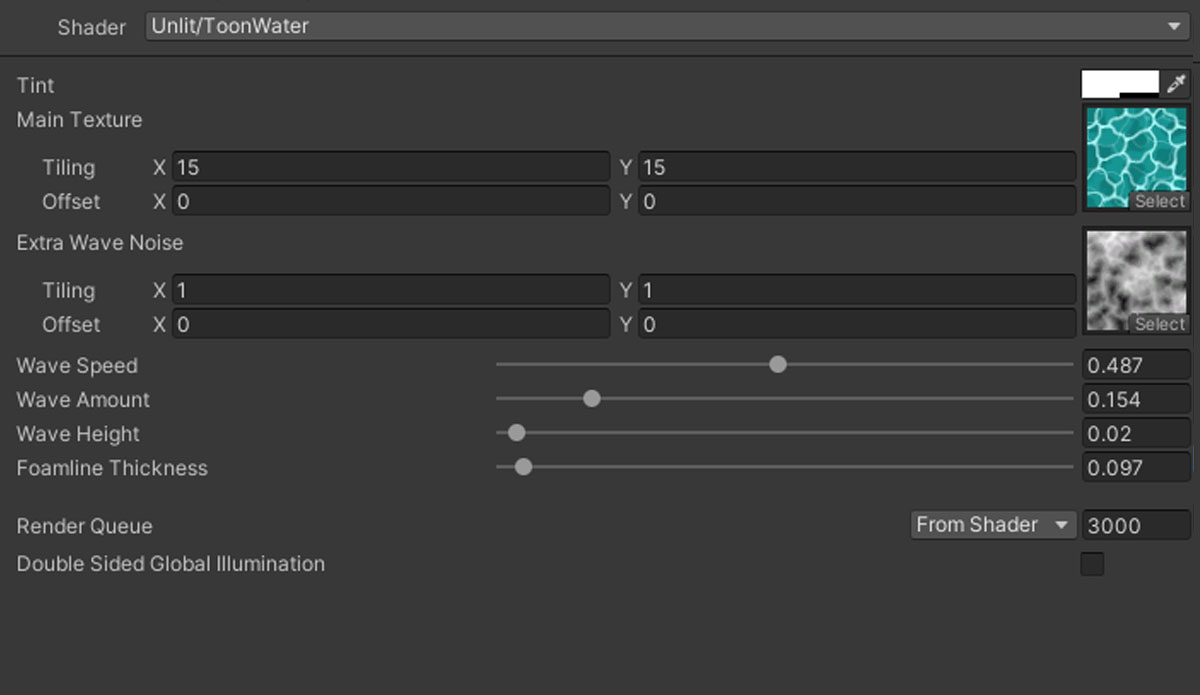 Shader Unlit/ToonWater
Tint
Main Texture
Tiling X 15 Y 15
Offset X 0 Y 0
Select
Extra Wave Noise
Tiling X 1 Y 1
Offset X 0 Y 0
Select
Wave Speed 0.487
Wave Amount 0.154
Wave Height 0.02
Foamline Thickness 0.097
Render Queue From Shader 3000
Double Sided Global Illumination